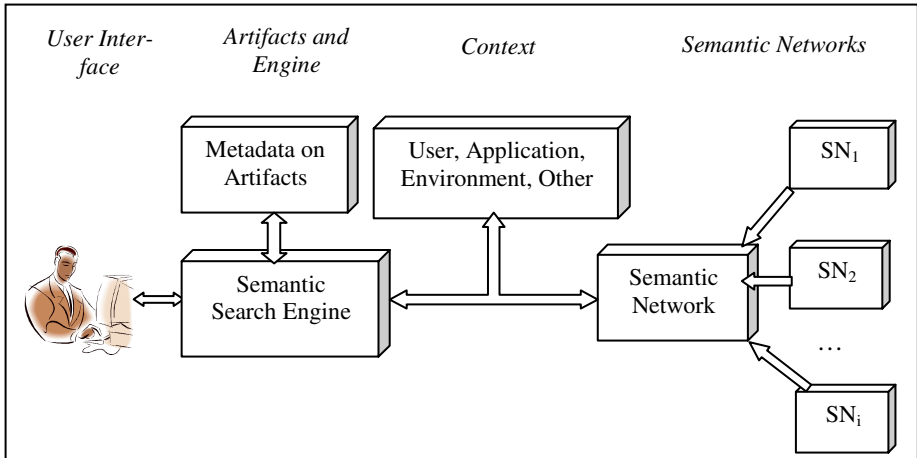 User Inter-
face
Artifacts and
Engine
Context
Semantic Networks
Metadata on
Artifacts
User, Application,
Environment, Other
SN₁
Semantic
Search Engine
Semantic
Network
SN₂
…
SNᵢ